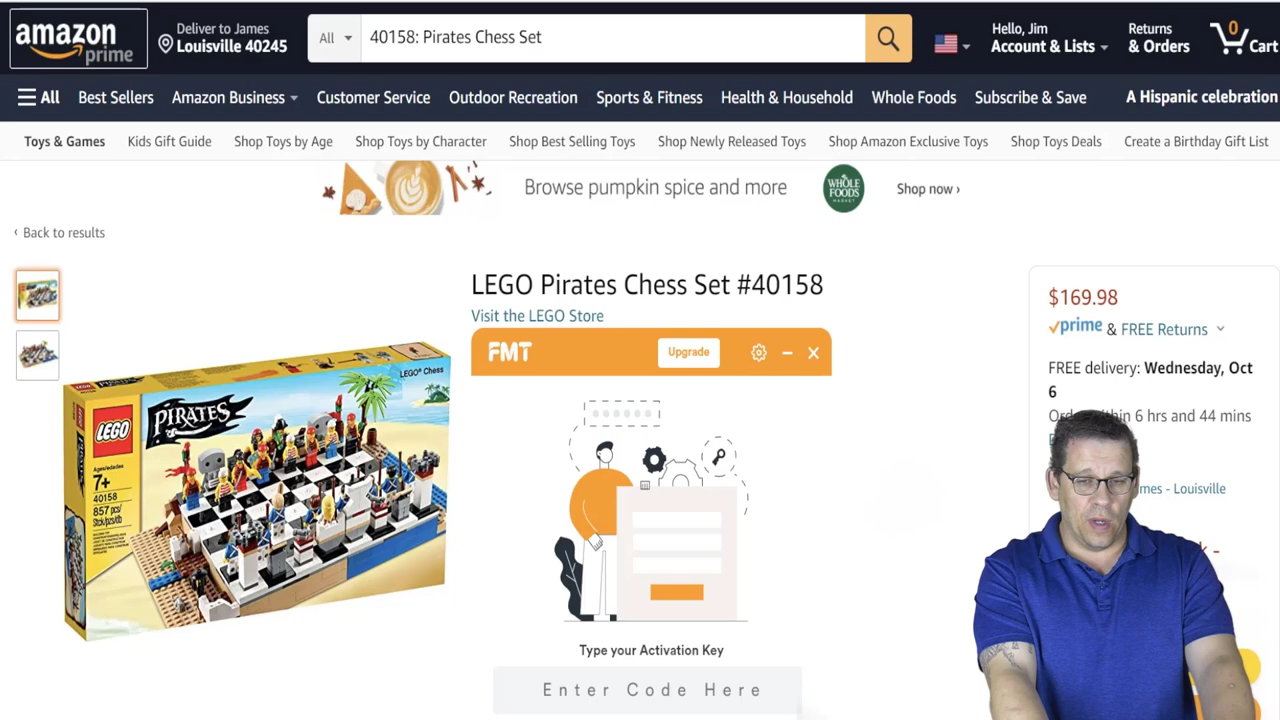 amazon
prime
Deliver to James
Louisville 40245
All
40158: Pirates Chess Set
Hello, Jim
Account & Lists
Returns
& Orders
0
Cart
All
Best Sellers
Amazon Business
Customer Service
Outdoor Recreation
Sports & Fitness
Health & Household
Whole Foods
Subscribe & Save
A Hispanic celebration
Toys & Games
Kids Gift Guide
Shop Toys by Age
Shop Toys by Character
Shop Best Selling Toys
Shop Newly Released Toys
Shop Amazon Exclusive Toys
Shop Toys Deals
Create a Birthday Gift List
Browse pumpkin spice and more
WHOLE
FOODS
MARKET
Shop now ›
‹ Back to results
LEGO Pirates Chess Set #40158
Visit the LEGO Store
FMT
Upgrade
Type your Activation Key
Enter Code Here
LEGO® Chess
PIRATES
LEGO
Ages/edades
7+
40158
857 pcs/
$169.98
prime & FREE Returns
FREE delivery: Wednesday, Oct
6
6 hrs and 44 mins
- Louisville